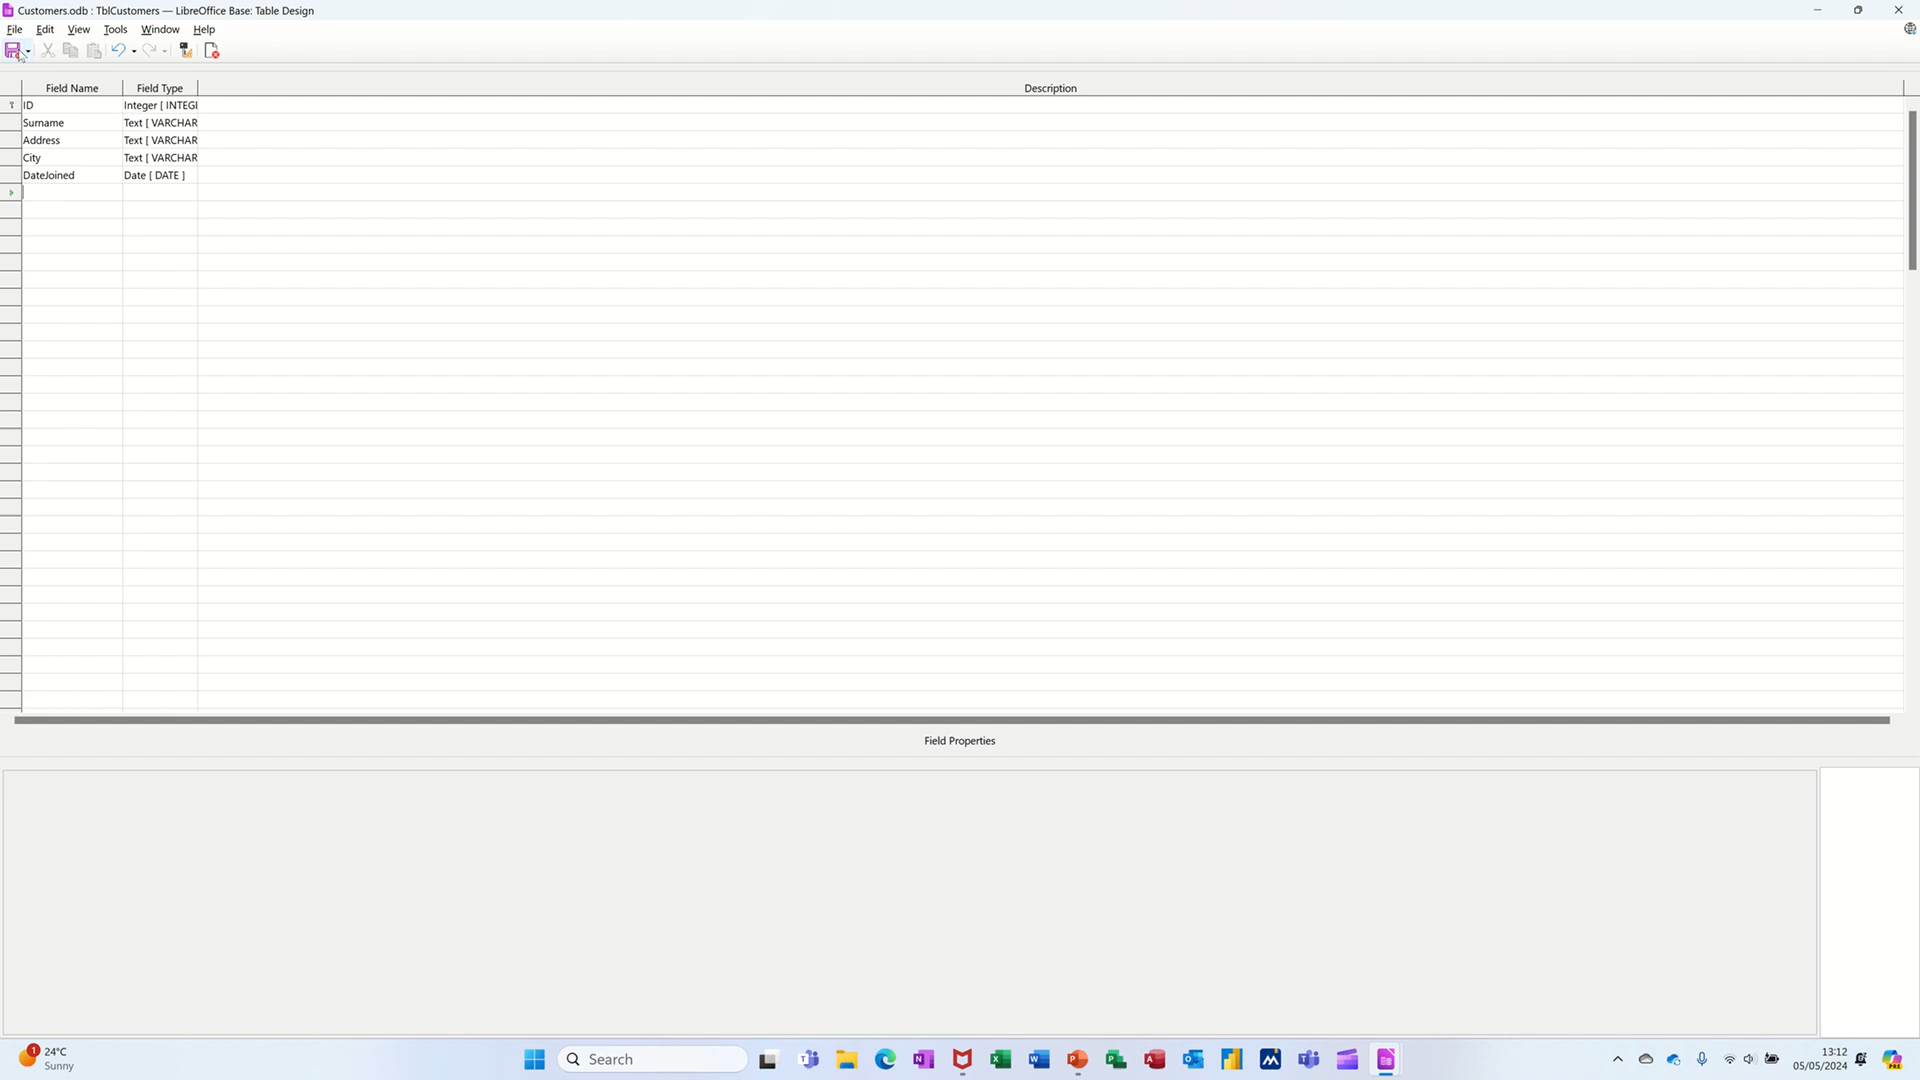 Customers.odb : TblCustomers — LibreOffice Base: Table Design
File Edit View Tools Window Help
Field Name Field Type Description
ID Integer [ INTEGI
Surname Text [ VARCHAR
Address Text [ VARCHAR
City Text [ VARCHAR
DateJoined Date [ DATE ]
Field Properties
1 24°C
Sunny
Search
13:12
05/05/2024
PRE